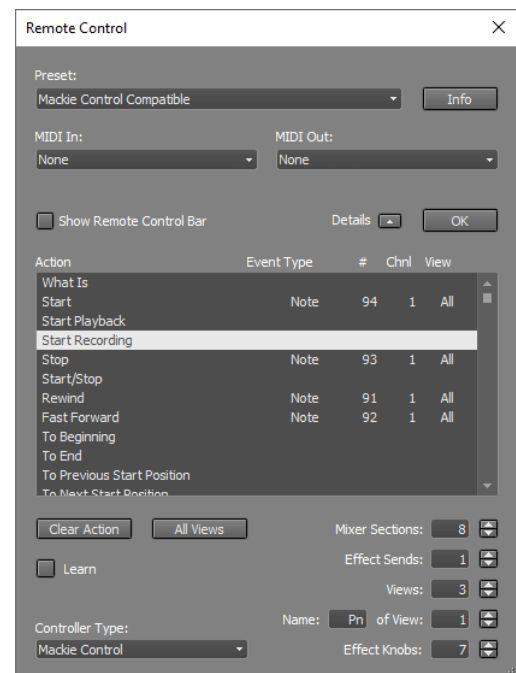 Remote Control
Preset:
Mackie Control Compatible Info
MIDI In: MIDI Out:
None None
Show Remote Control Bar Details OK
Action Event Type # Chnl View
What Is
Start Note 94 1 All
Start Playback
Start Recording
Stop Note 93 1 All
Start/Stop
Rewind Note 91 1 All
Fast Forward Note 92 1 All
To Beginning
To End
To Previous Start Position
To Next Start Position
Clear Action All Views Mixer Sections: 8
Learn Effect Sends: 1
Views: 3
Name: Pn of View: 1
Controller Type:
Mackie Control Effect Knobs: 7